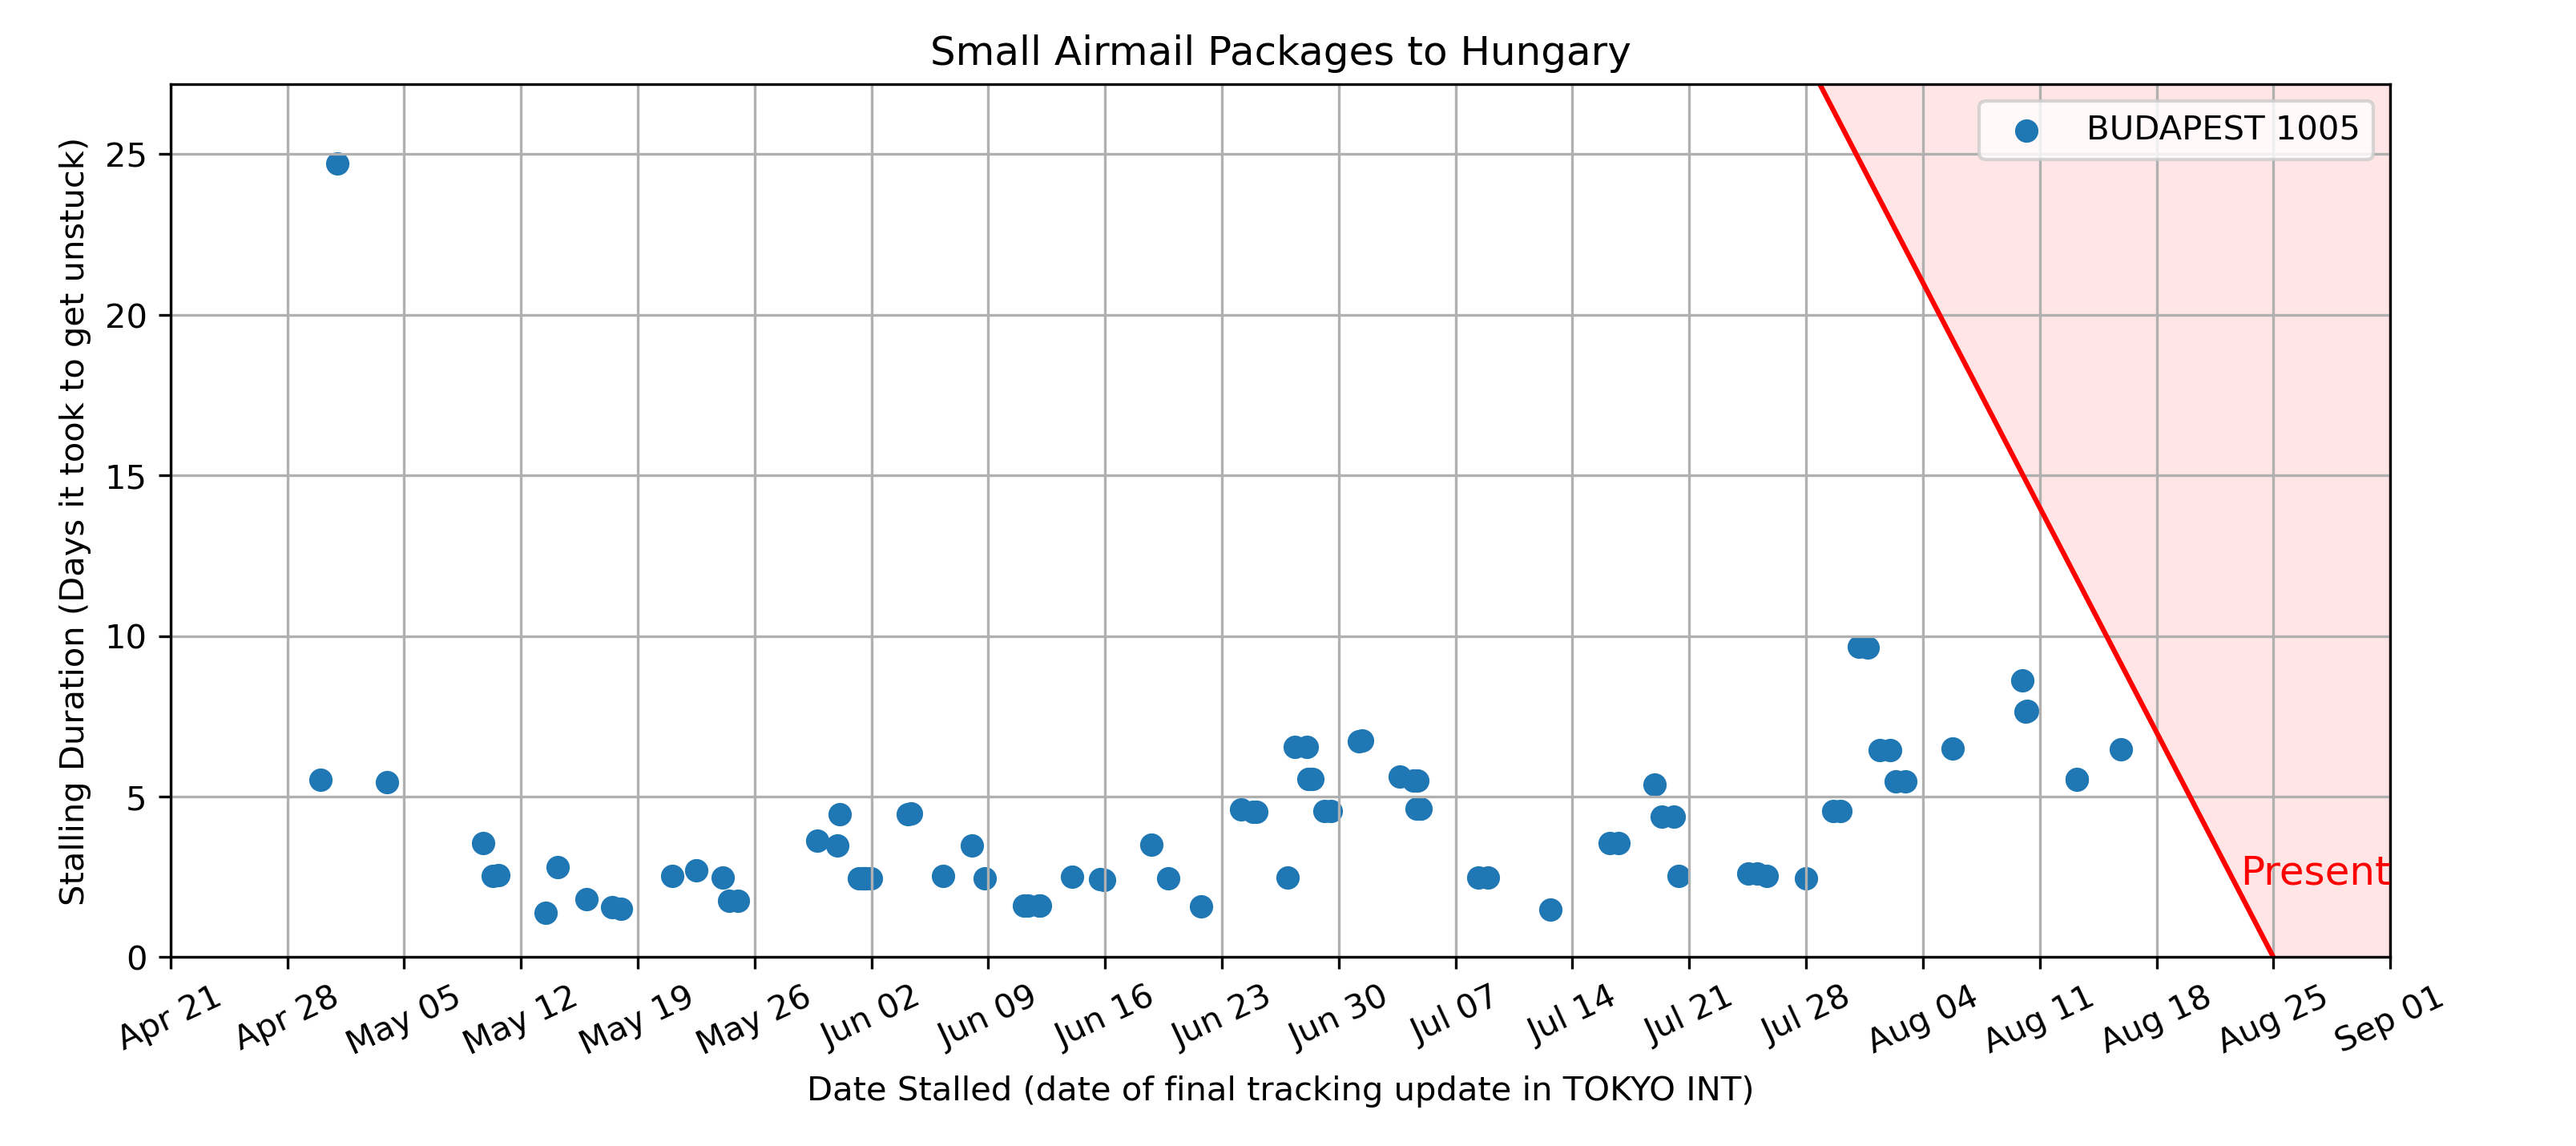 Small Airmail Packages to Hungary
BUDAPEST 1005
Stalling Duration (Days it took to get unstuck)
25
20
15
10
5
0
Present
Apr 21
Apr 28
May 05
May 12
May 19
May 26
Jun 02
Jun 09
Jun 16
Jun 23
Jun 30
Jul 07
Jul 14
Jul 21
Jul 28
Aug 04
Aug 11
Aug 18
Aug 25
Sep 01
Date Stalled (date of final tracking update in TOKYO INT)